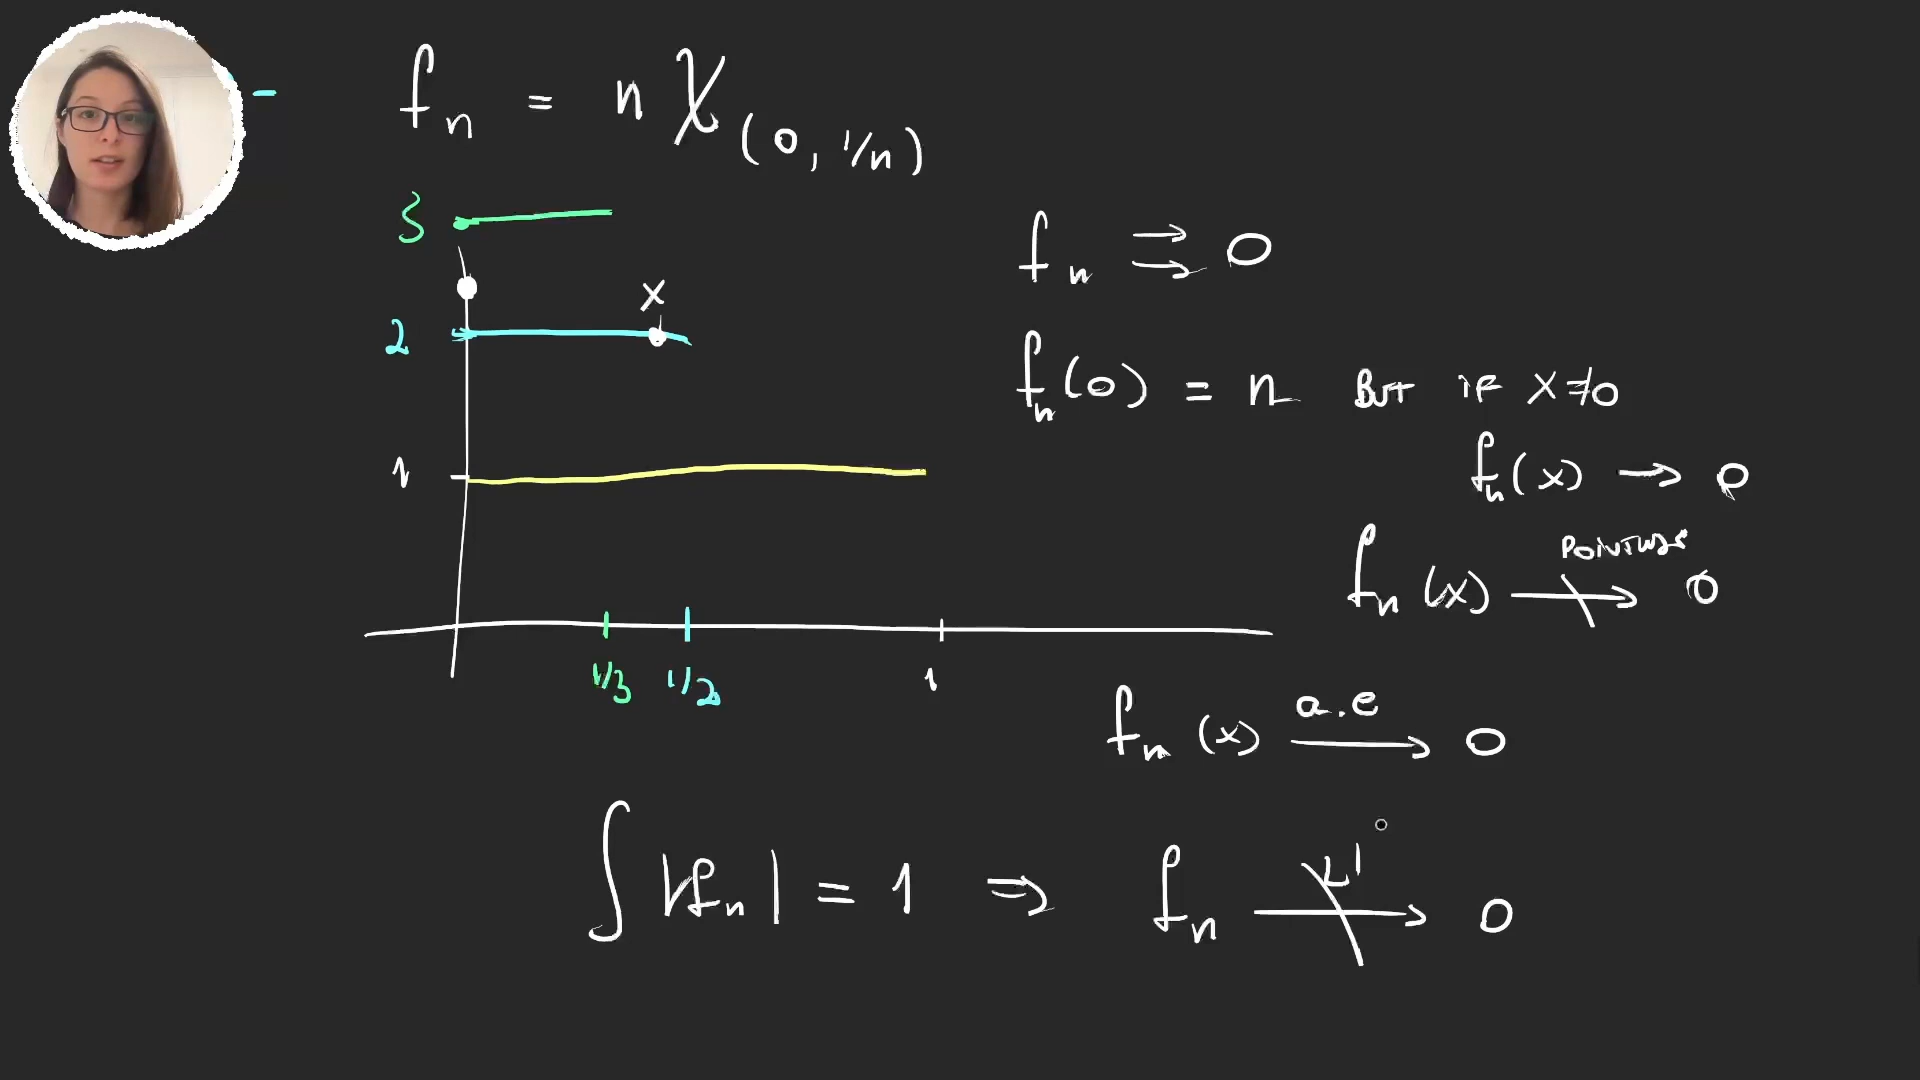 fₙ = n χ₍₀, ₁/ₙ₎
3
2
x
1
1/3 1/2 1
fₙ ⇉ 0
fₙ(0) = n BUT IF x ≠ 0
fₙ(x) → 0
POINTWISE
fₙ(x) ↛ 0
a.e
fₙ(x) → 0
∫ |fₙ| = 1 ⇒ fₙ ↛ 0
L¹